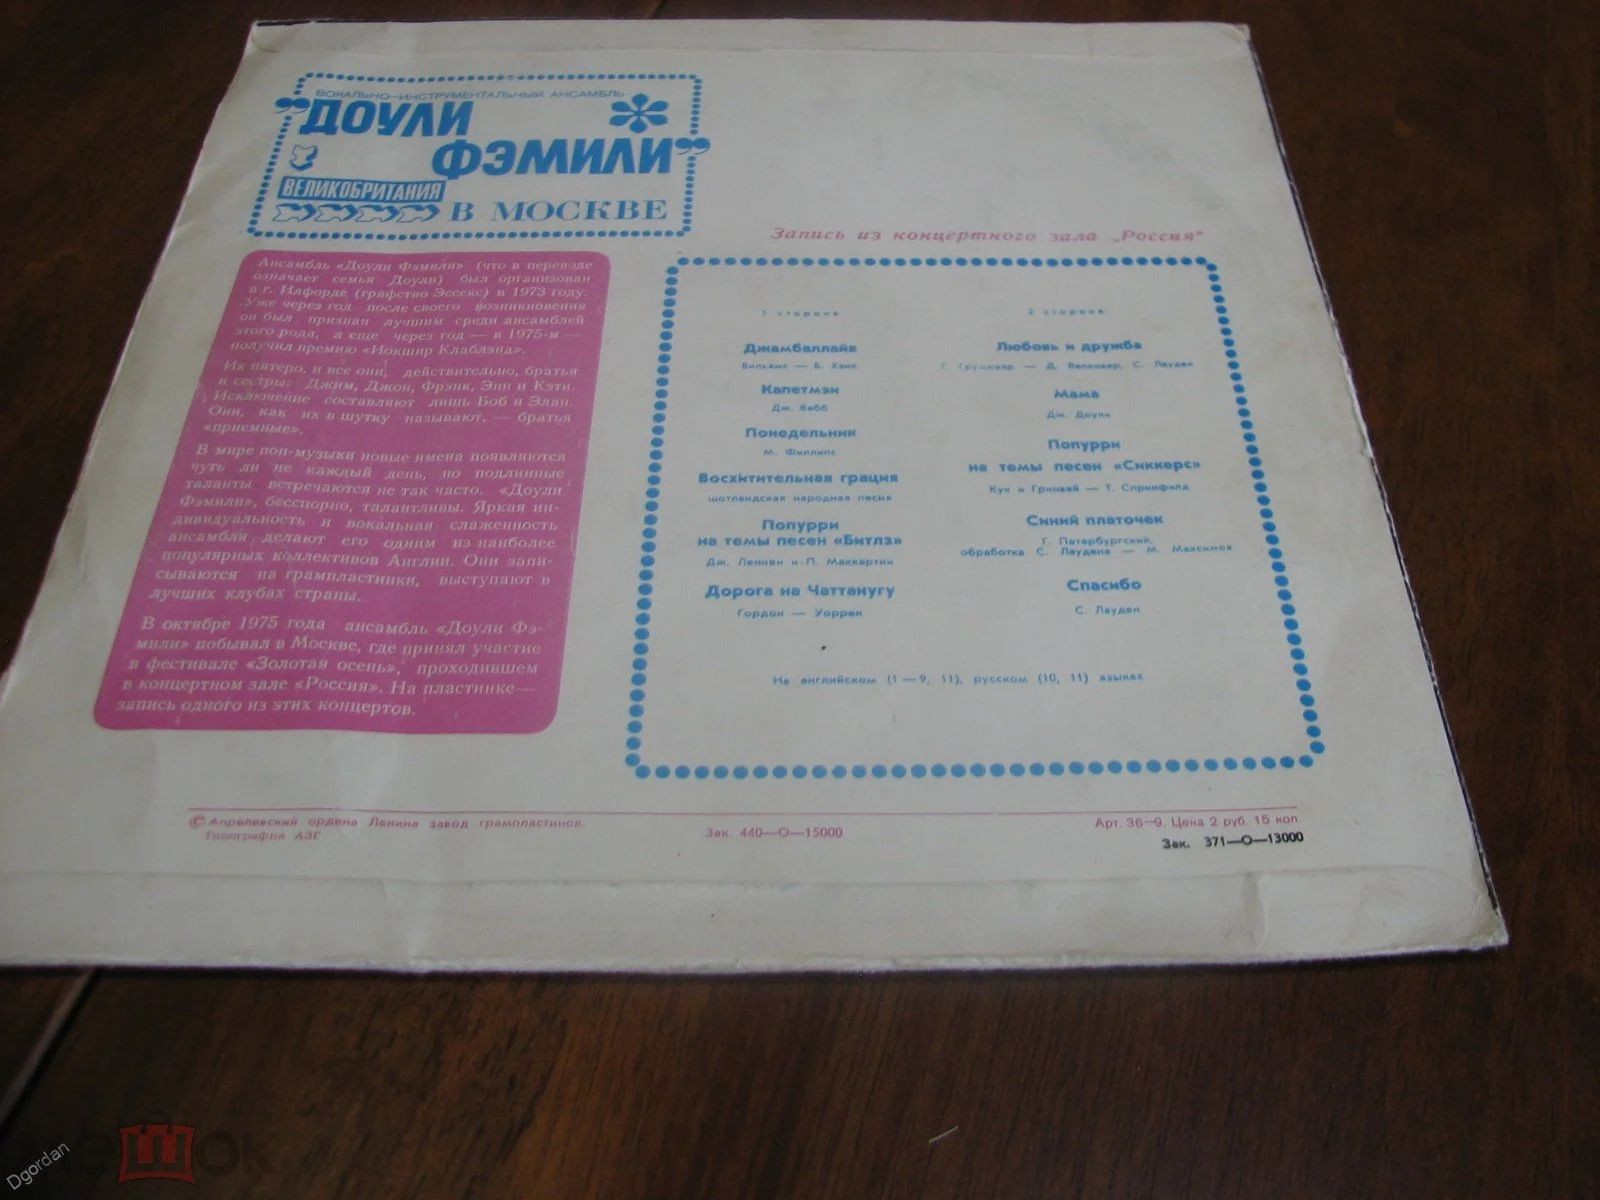 ВОКАЛЬНО—ИНСТРУМЕНТАЛЬНЫЙ АНСАМБЛЬ
"ДОУЛИ
ФЭМИЛИ"
ВЕЛИКОБРИТАНИЯ
В МОСКВЕ
Ансамбль «Доули Фэмили» (что в переводе
означает семья Доули) был организован
в г. Илфорде (графство Эссекс) в 1973 году.
Уже через год после своего возникновения
он был признан лучшим среди ансамблей
этого рода, а еще через год — в 1975-м —
получил премию «Йокшир Клаблэнд».
Их пятеро, и все они, действительно, братья
и сестры: Джим, Джон, Фрэнк, Энн и Кэти.
Исключение составляют лишь Боб и Элан.
Они, как их в шутку называют, — братья
«приемные».
В мире поп-музыки новые имена появляются
чуть ли не каждый день, но подлинные
таланты встречаются не так часто. «Доули
Фэмили», бесспорно, талантливы. Яркая ин-
дивидуальность и вокальная слаженность
ансамбля делают его одним из наиболее
популярных коллективов Англии. Они запи-
сываются на грампластинки, выступают в
лучших клубах страны.
В октябре 1975 года ансамбль «Доули Фэ-
мили» побывал в Москве, где принял участие
в фестивале «Золотая осень», проходившем
в концертном зале «Россия». На пластинке—
запись одного из этих концертов.
Запись из концертного зала „Россия“
1 сторона
Джамбаллайя
Вильямс — Б. Хэнк
Капетмэн
Дж. Вебб
Понедельник
М. Филлипс
Восхитительная грация
шотландская народная песня
Попурри
на темы песен «Битлз»
Дж. Леннон и П. Маккартни
Дорога на Чаттанугу
Гордон — Уоррен
2 сторона
Любовь и дружба
Т. — Д. С. Лауден
Мама
Дж. Доули
Попурри
на темы песен «Сиккерс»
Кук и Гринвей — Т. Спринфилд
Синий платочек
Г. Петербургский,
обработка С. Лаудена — М. Максимов
Спасибо
С. Лауден
На английском (1—9, 11), русском (10, 11) языках
© Апрелевский ордена Ленина завод грампластинок.
Типография АЗГ
Зак. 440—О—15000
Арт. 36—9. Цена 2 руб. 15 коп.
Зак. 371—О—13000
мешок
Dgordan